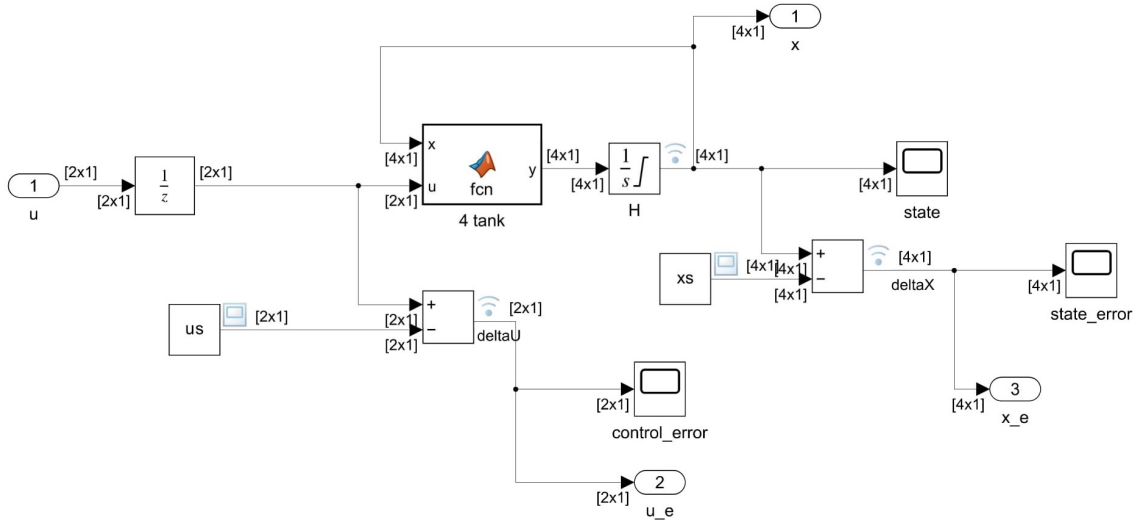 1
[4x1]
x
x
[4x1]
u
[2x1]
fcn
y
4 tank
[4x1]
[4x1]
1
s
H
[4x1]
[4x1]
state
1
u
[2x1]
[2x1]
1
z
[2x1]
xs
[4x1]
[4x1]
[4x1]
+
−
[4x1]
deltaX
[4x1]
state_error
us
[2x1]
[2x1]
[2x1]
+
−
[2x1]
deltaU
[2x1]
control_error
3
[4x1]
x_e
2
[2x1]
u_e